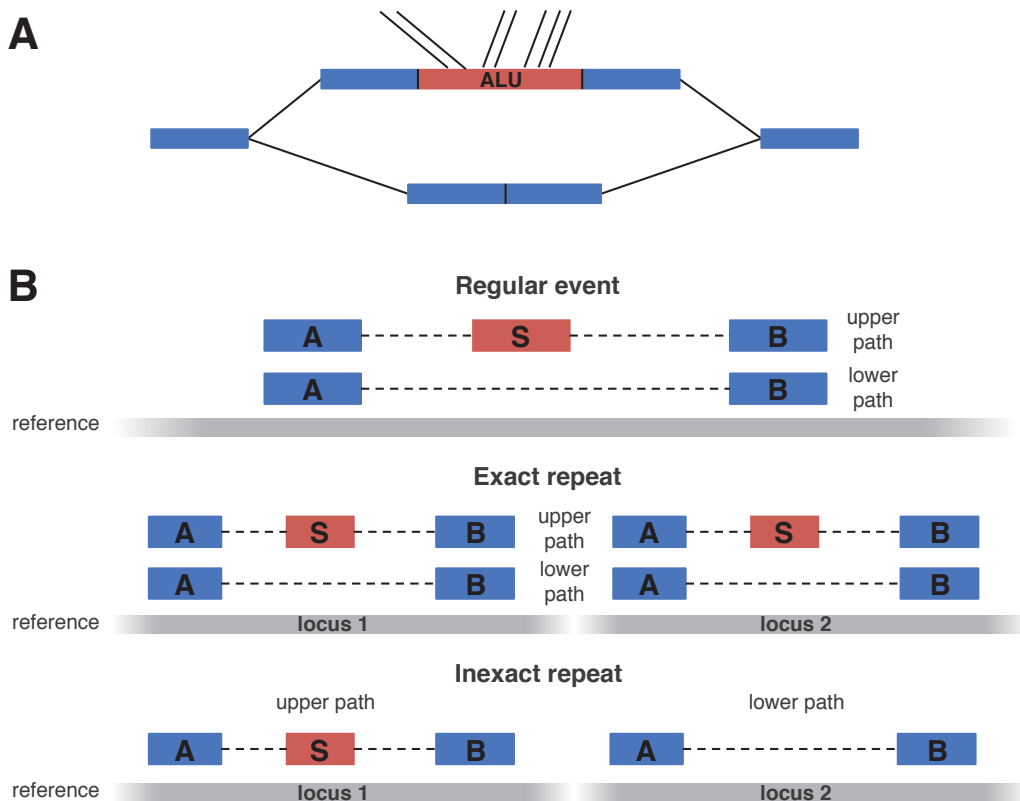 A
ALU
B
Regular event
A S B upper path
A B lower path
reference
Exact repeat
A S B upper path A S B
A B lower path A B
reference locus 1 locus 2
Inexact repeat
upper path lower path
A S B A B
reference locus 1 locus 2